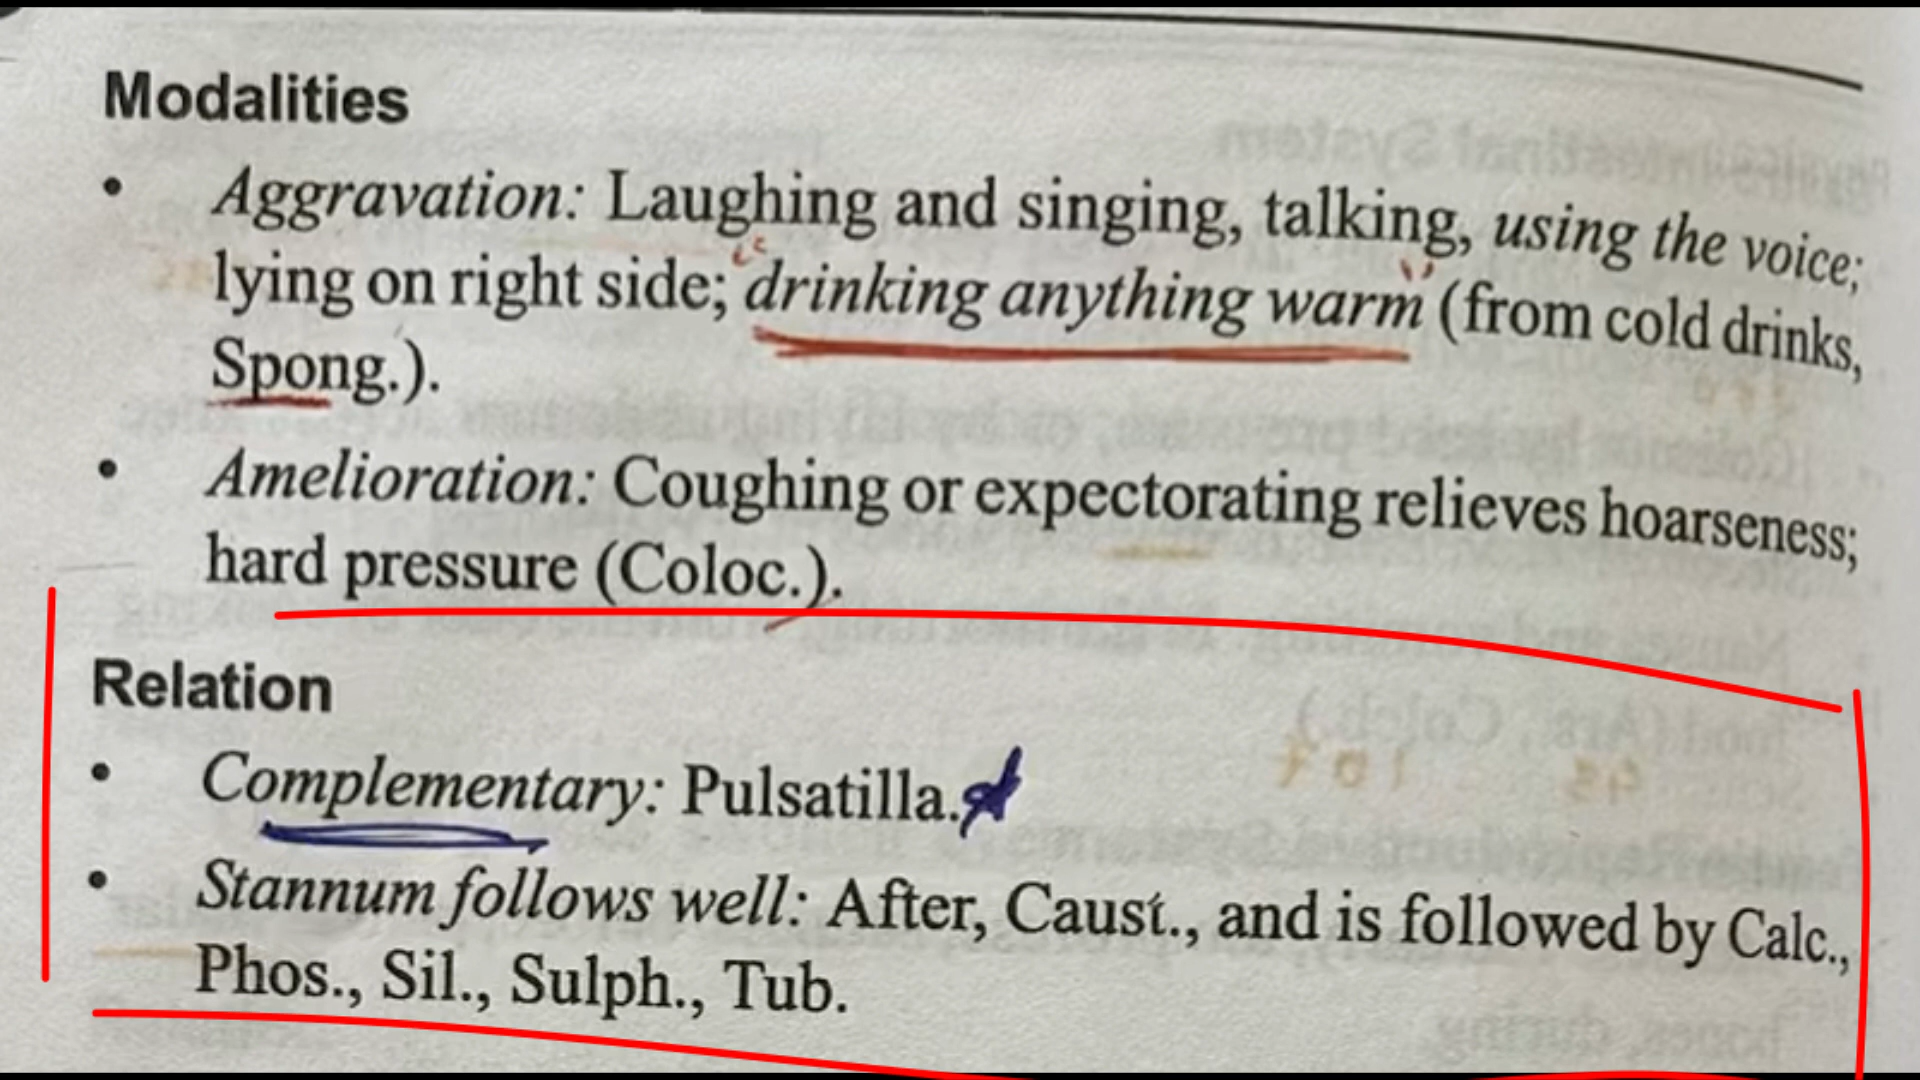 Modalities
• Aggravation: Laughing and singing, talking, using the voice;
lying on right side; drinking anything warm (from cold drinks,
Spong.).
• Amelioration: Coughing or expectorating relieves hoarseness;
hard pressure (Coloc.).
Relation
• Complementary: Pulsatilla.
• Stannum follows well: After, Caust., and is followed by Calc.,
Phos., Sil., Sulph., Tub.